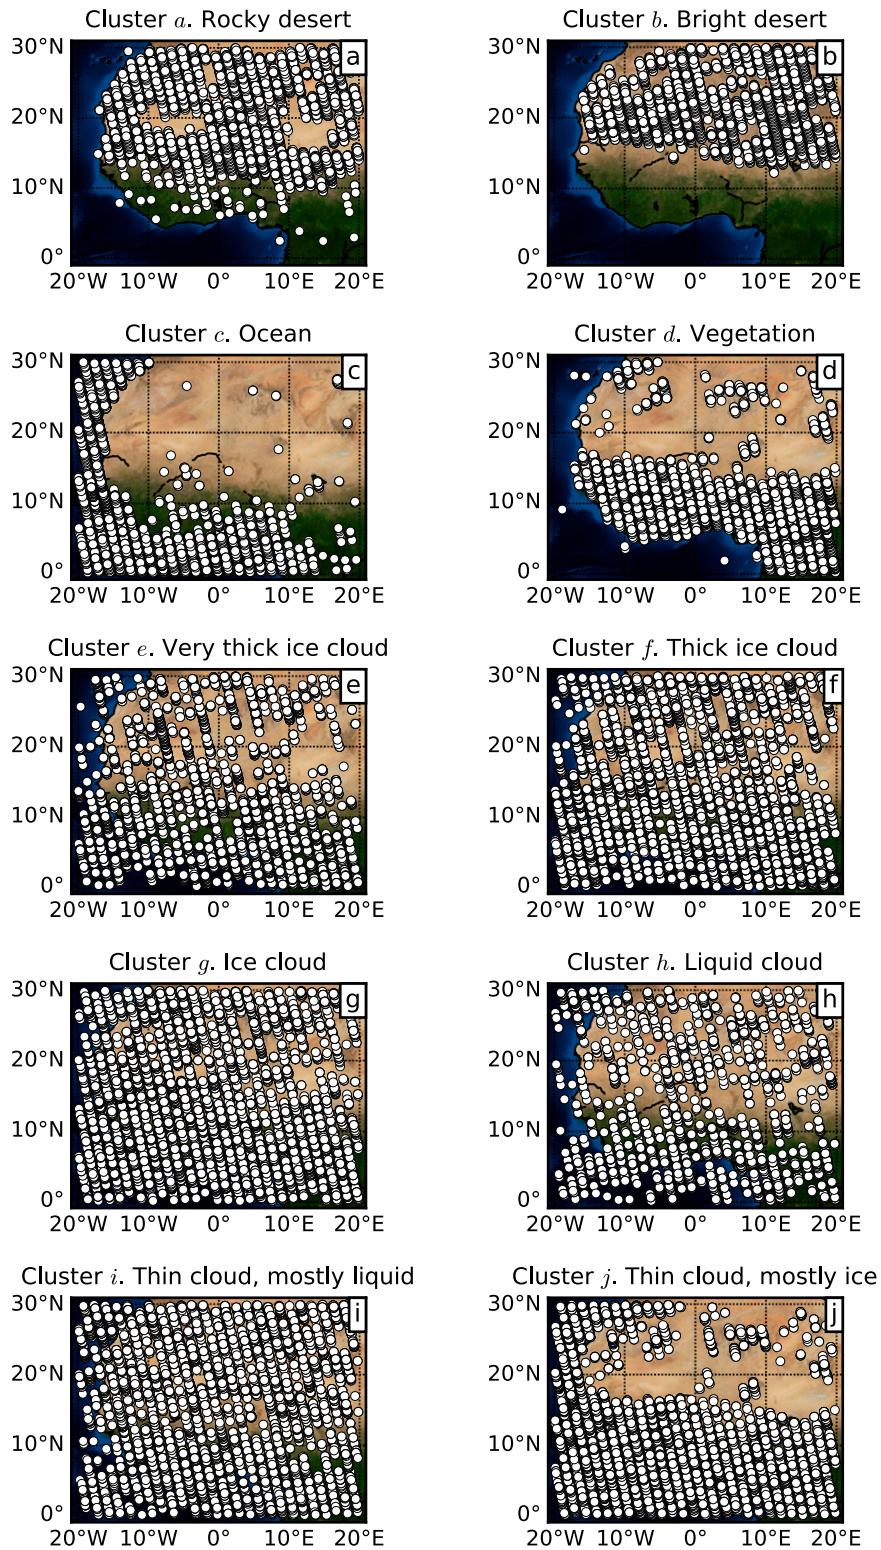 Cluster a. Rocky desert
Cluster b. Bright desert
30°N
20°N
10°N
0°
a
20°W 10°W 0° 10°E 20°E
30°N
20°N
10°N
0°
b
20°W 10°W 0° 10°E 20°E
Cluster c. Ocean
Cluster d. Vegetation
30°N
20°N
10°N
0°
c
20°W 10°W 0° 10°E 20°E
30°N
20°N
10°N
0°
d
20°W 10°W 0° 10°E 20°E
Cluster e. Very thick ice cloud
Cluster f. Thick ice cloud
30°N
20°N
10°N
0°
e
20°W 10°W 0° 10°E 20°E
30°N
20°N
10°N
0°
f
20°W 10°W 0° 10°E 20°E
Cluster g. Ice cloud
Cluster h. Liquid cloud
30°N
20°N
10°N
0°
g
20°W 10°W 0° 10°E 20°E
30°N
20°N
10°N
0°
h
20°W 10°W 0° 10°E 20°E
Cluster i. Thin cloud, mostly liquid
Cluster j. Thin cloud, mostly ice
30°N
20°N
10°N
0°
i
20°W 10°W 0° 10°E 20°E
30°N
20°N
10°N
0°
j
20°W 10°W 0° 10°E 20°E